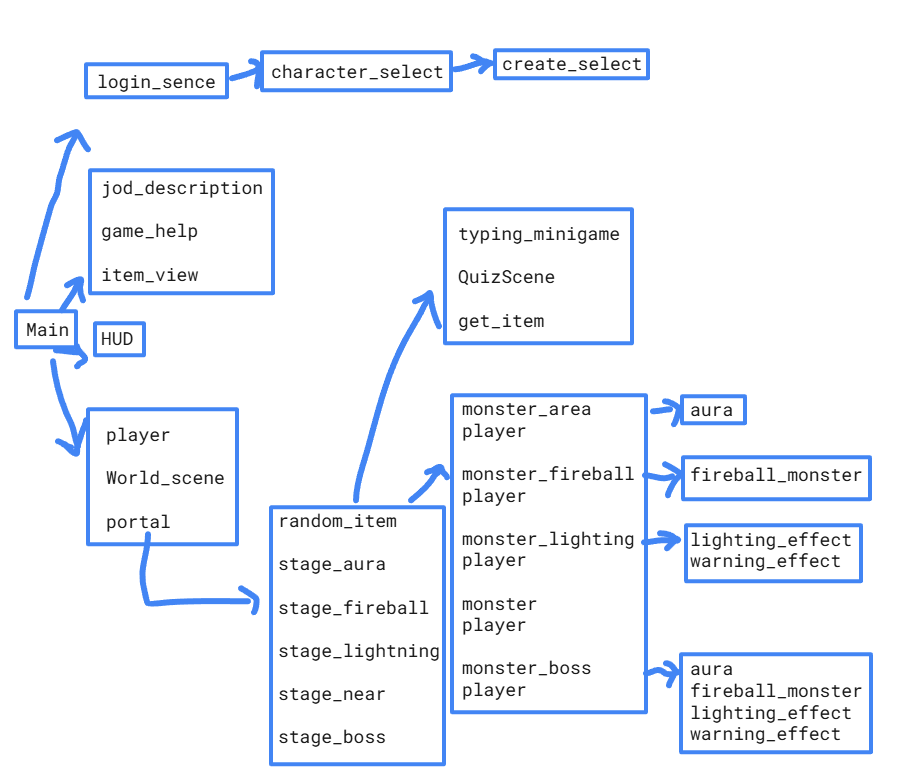 login_sence
character_select
create_select
jod_description
game_help
item_view
Main
HUD
player
World_scene
portal
typing_minigame
QuizScene
get_item
random_item
stage_aura
stage_fireball
stage_lightning
stage_near
stage_boss
monster_area
player
monster_fireball
player
monster_lighting
player
monster
player
monster_boss
player
aura
fireball_monster
lighting_effect
warning_effect
aura
fireball_monster
lighting_effect
warning_effect